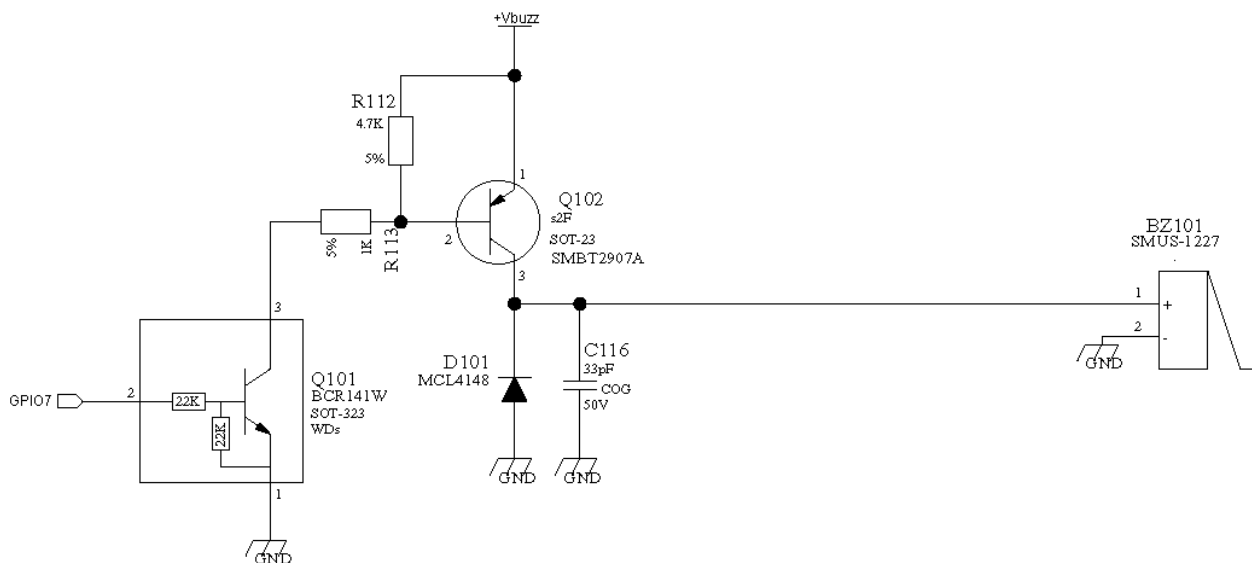 +Vbuzz
R112
4.7K
5%
1
Q102
s2F
SOT-23
SMBT2907A
2
3
5%
1K
R113
BZ101
SMUS-1227
1
+
2
-
GND
3
Q101
BCR141W
SOT-323
WDs
GPIO7
2
22K
22K
1
GND
D101
MCL4148
C116
33pF
COG
50V
GND
GND